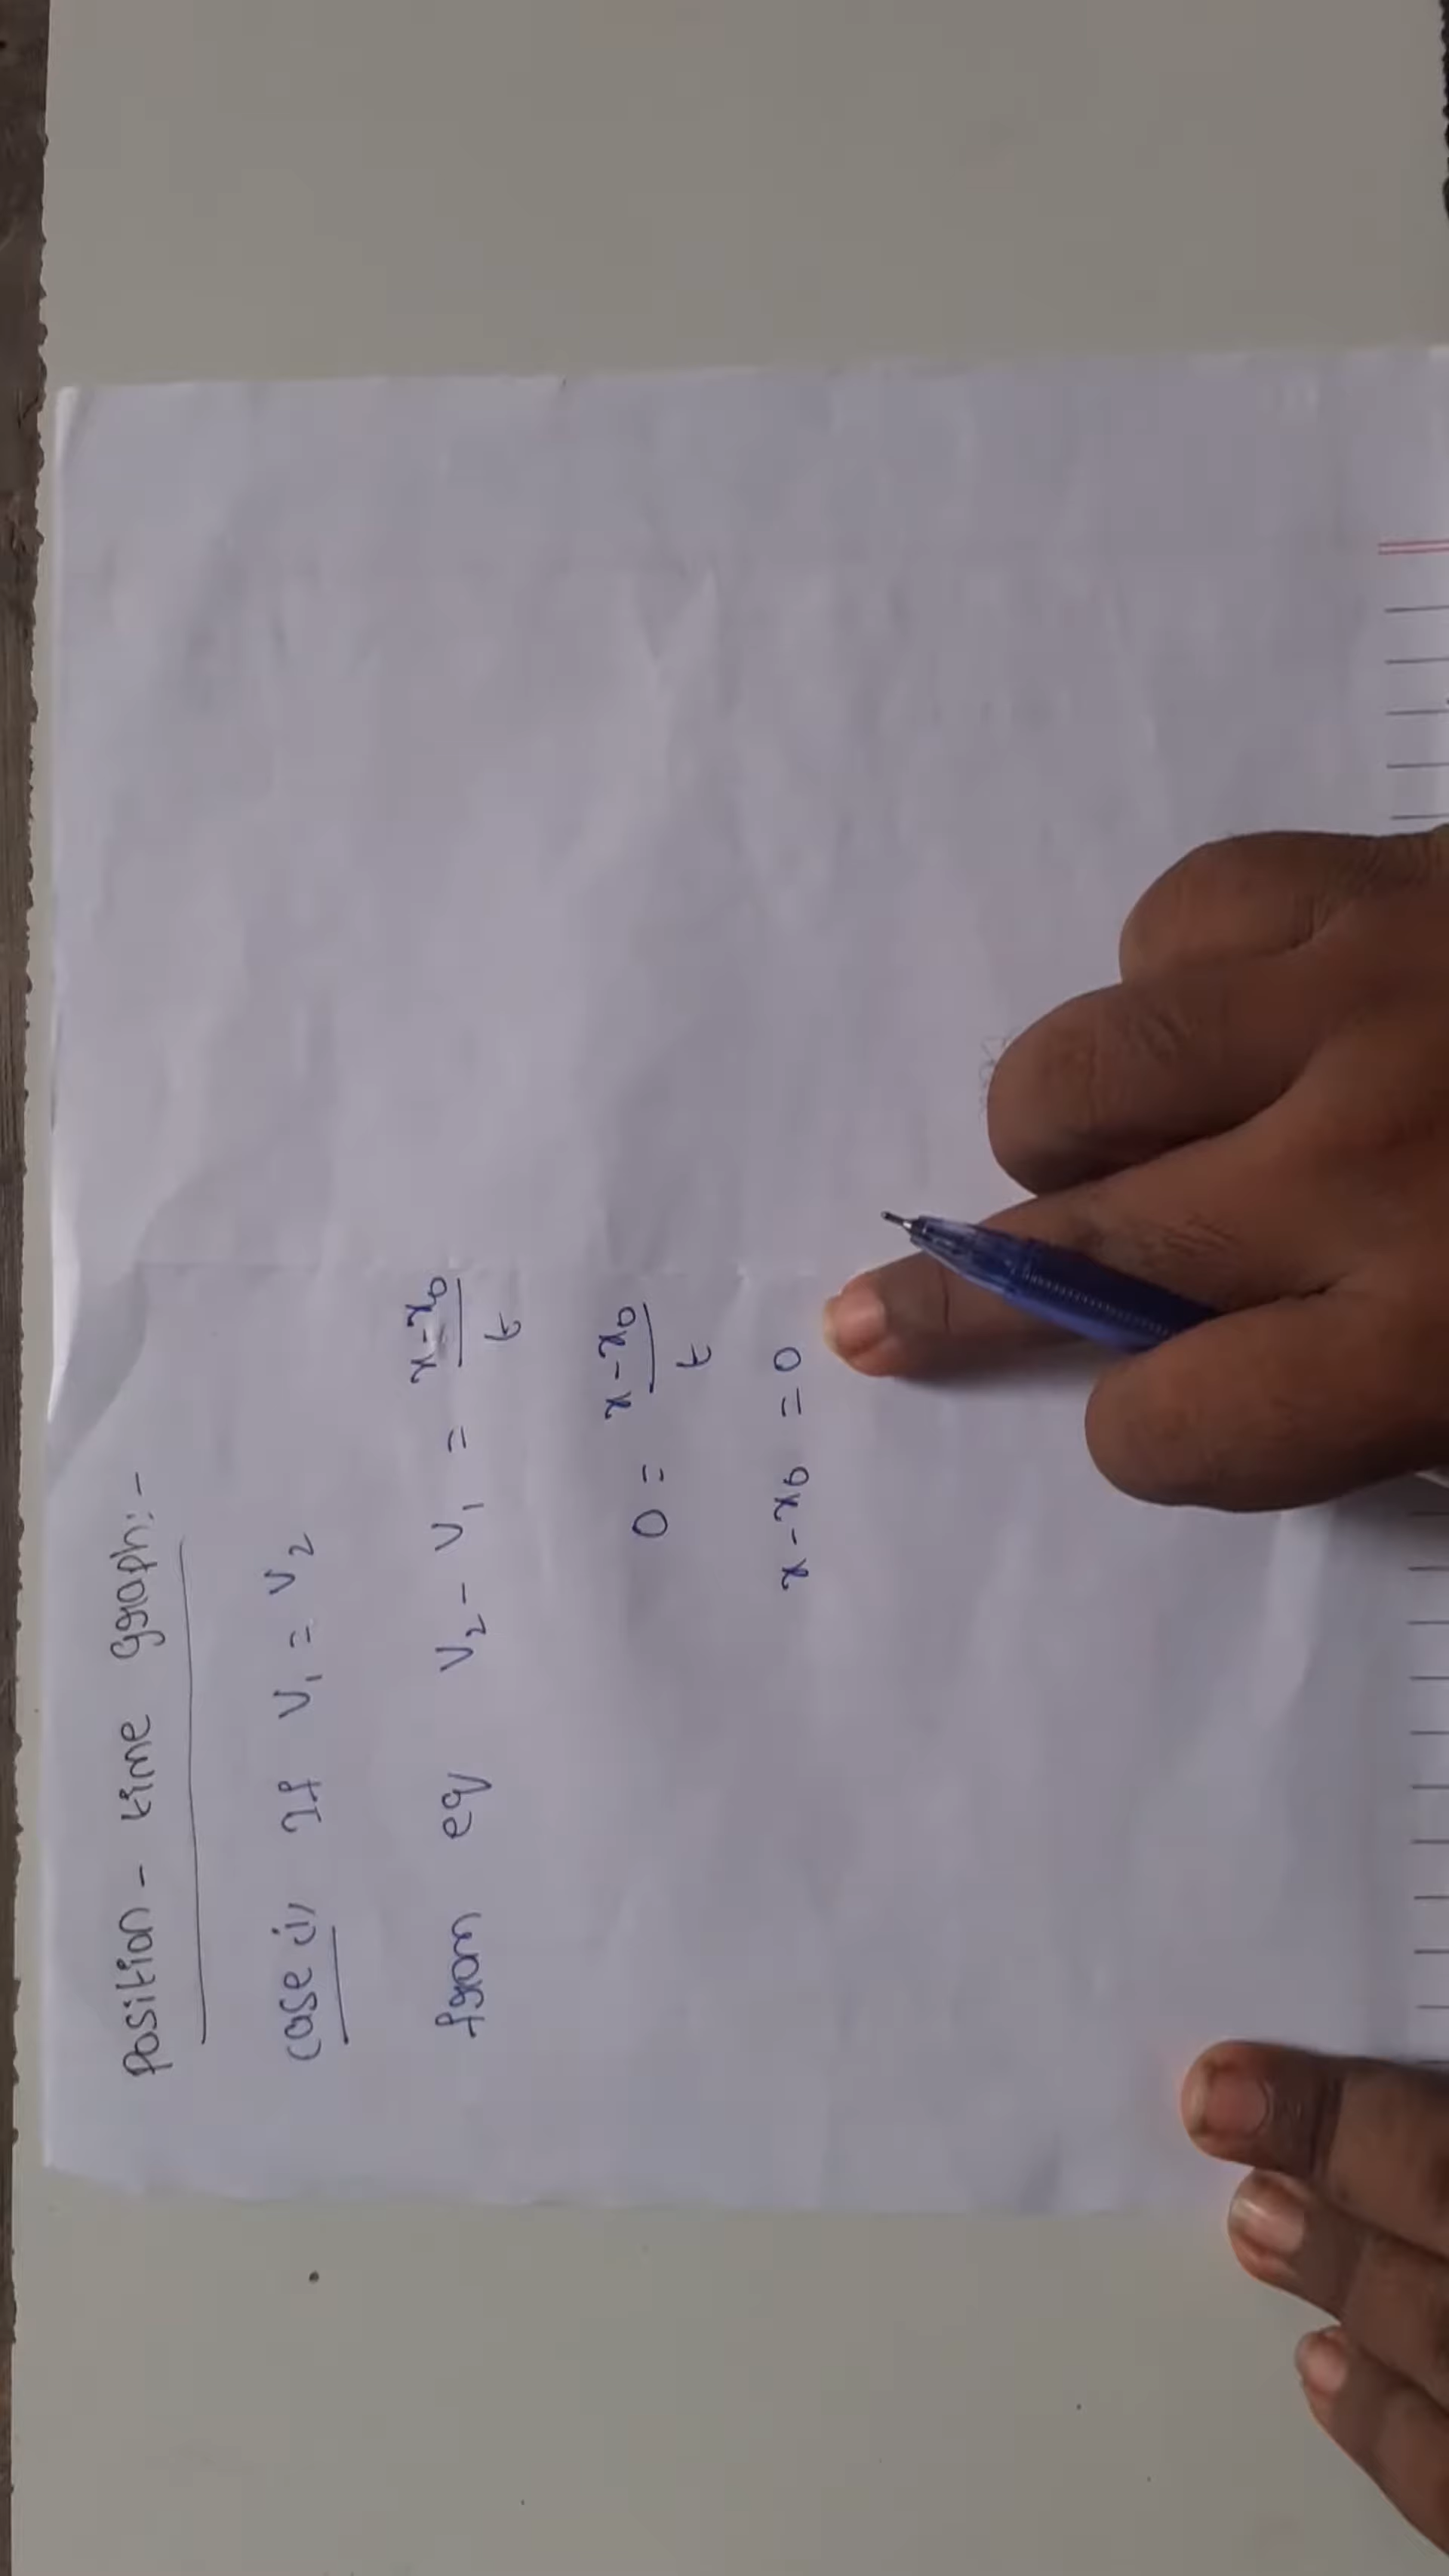 Position - time graph:-
Case (i) If V₁ = V₂
from eq V₂ - V₁ = (x - x₀)/t
0 = (x - x₀)/t
x - x₀ = 0